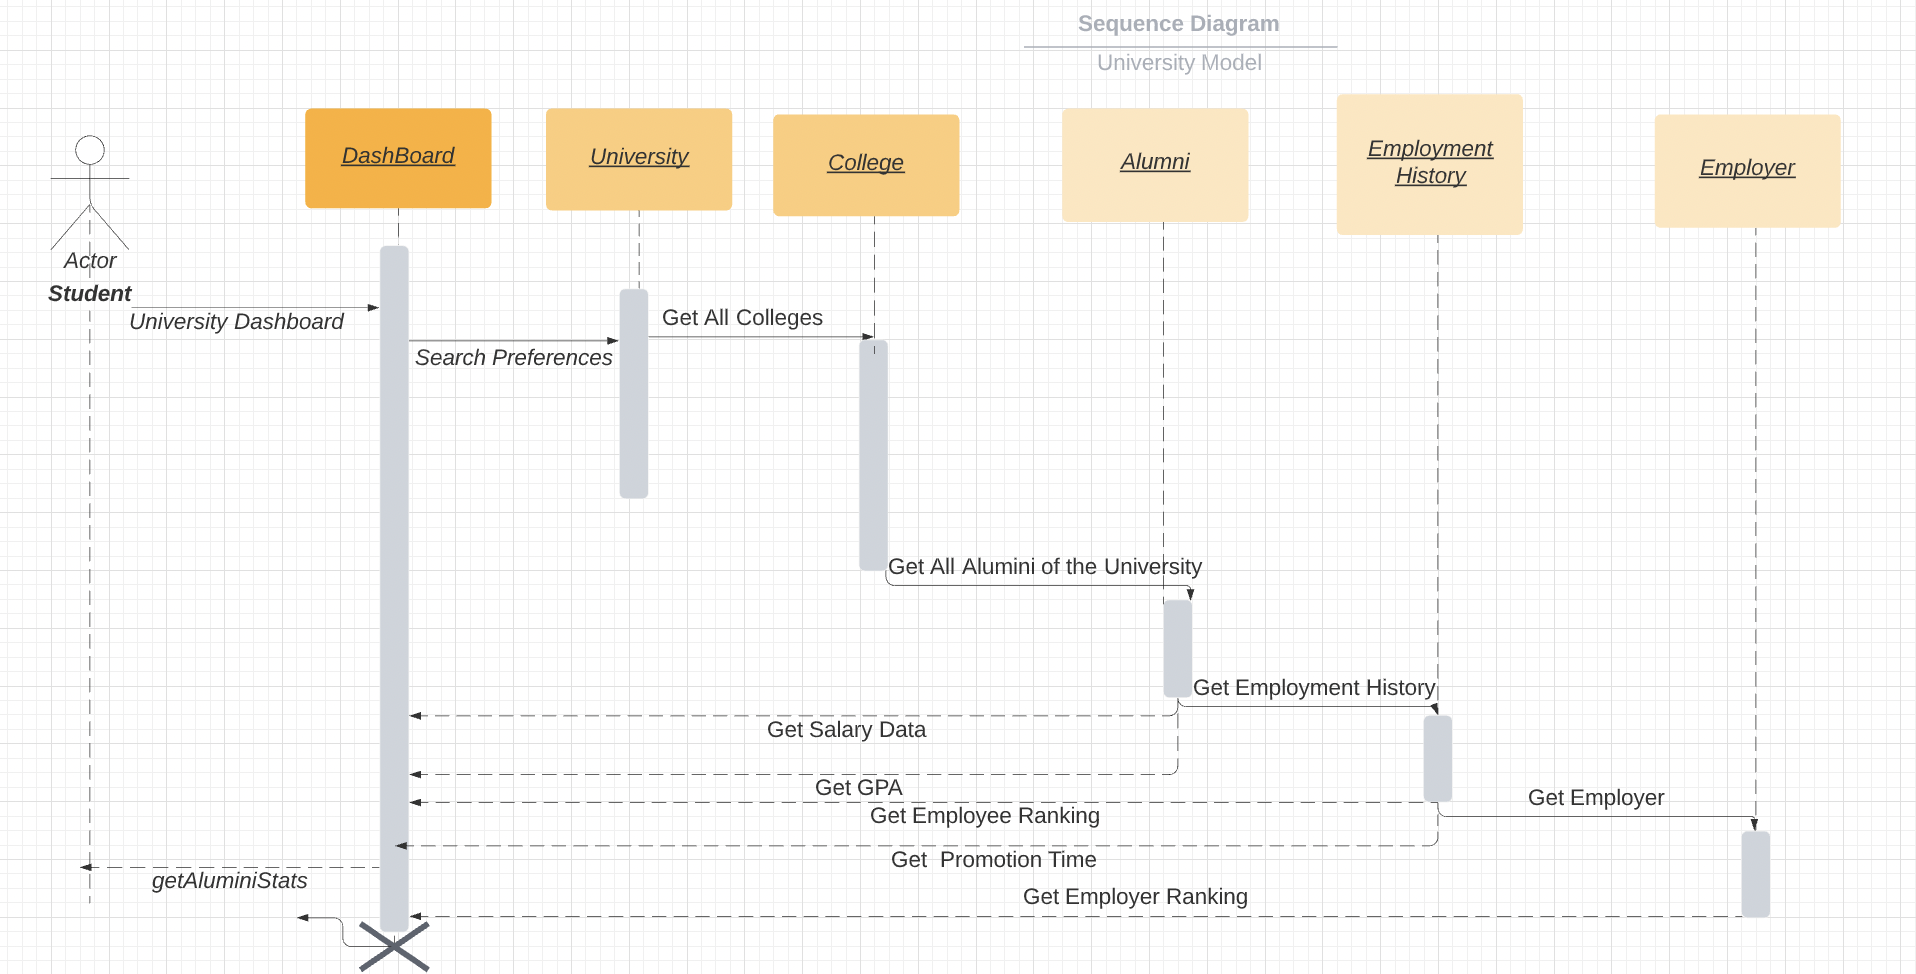 Sequence Diagram
University Model
DashBoard
University
College
Alumni
Employment
History
Employer
Actor
Student
University Dashboard
Search Preferences
Get All Colleges
Get All Alumini of the University
Get Employment History
Get Salary Data
Get GPA
Get Employee Ranking
Get Employer
Get  Promotion Time
getAluminiStats
Get Employer Ranking